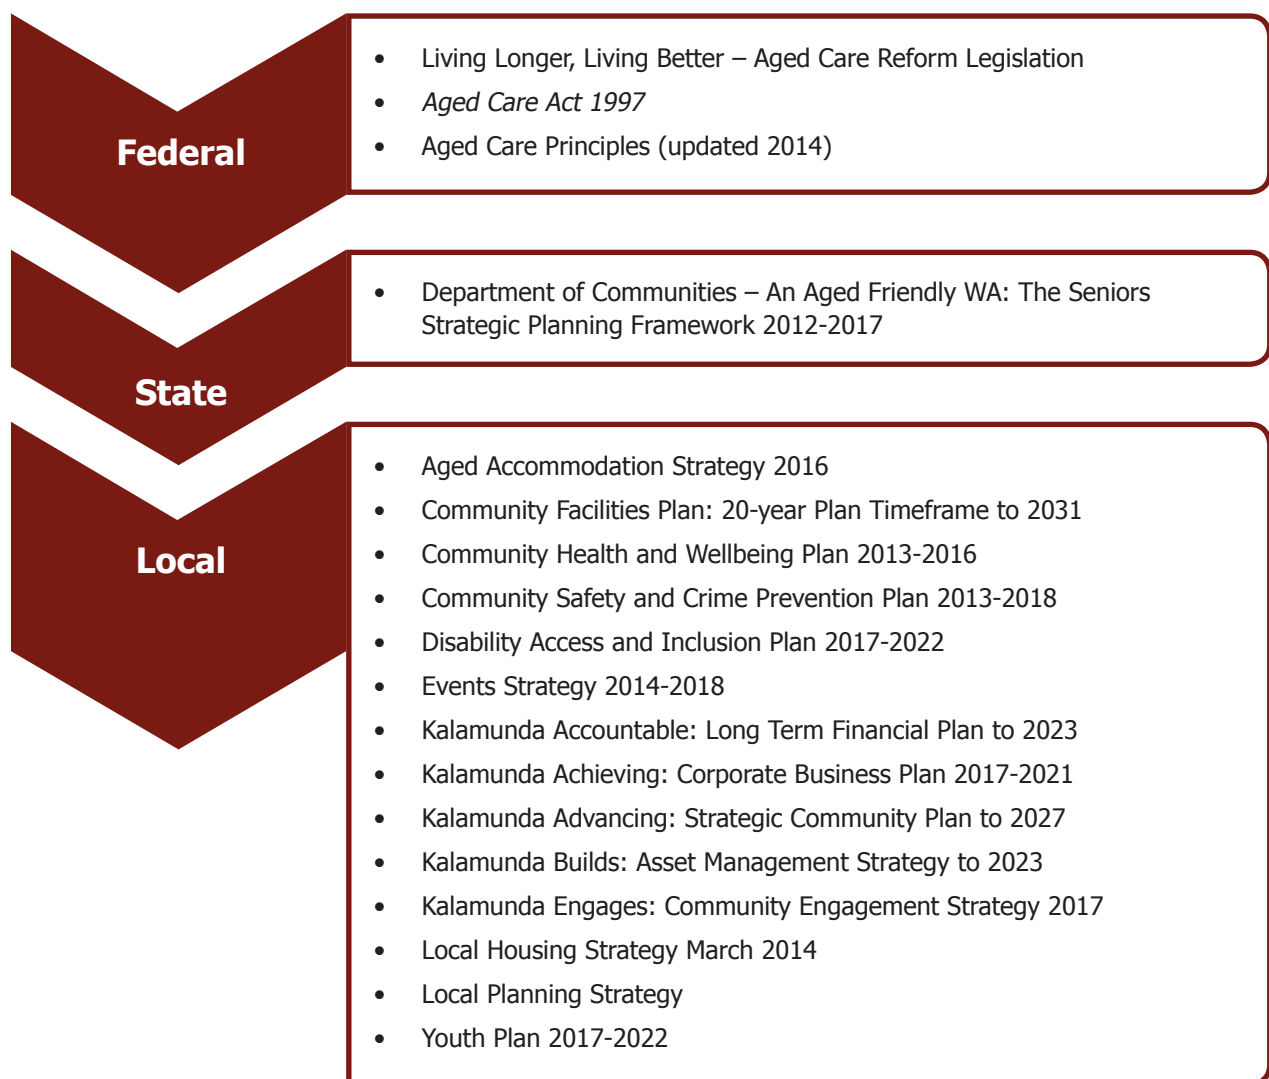 Federal
• Living Longer, Living Better – Aged Care Reform Legislation
• Aged Care Act 1997
• Aged Care Principles (updated 2014)
State
• Department of Communities – An Aged Friendly WA: The Seniors
Strategic Planning Framework 2012-2017
Local
• Aged Accommodation Strategy 2016
• Community Facilities Plan: 20-year Plan Timeframe to 2031
• Community Health and Wellbeing Plan 2013-2016
• Community Safety and Crime Prevention Plan 2013-2018
• Disability Access and Inclusion Plan 2017-2022
• Events Strategy 2014-2018
• Kalamunda Accountable: Long Term Financial Plan to 2023
• Kalamunda Achieving: Corporate Business Plan 2017-2021
• Kalamunda Advancing: Strategic Community Plan to 2027
• Kalamunda Builds: Asset Management Strategy to 2023
• Kalamunda Engages: Community Engagement Strategy 2017
• Local Housing Strategy March 2014
• Local Planning Strategy
• Youth Plan 2017-2022